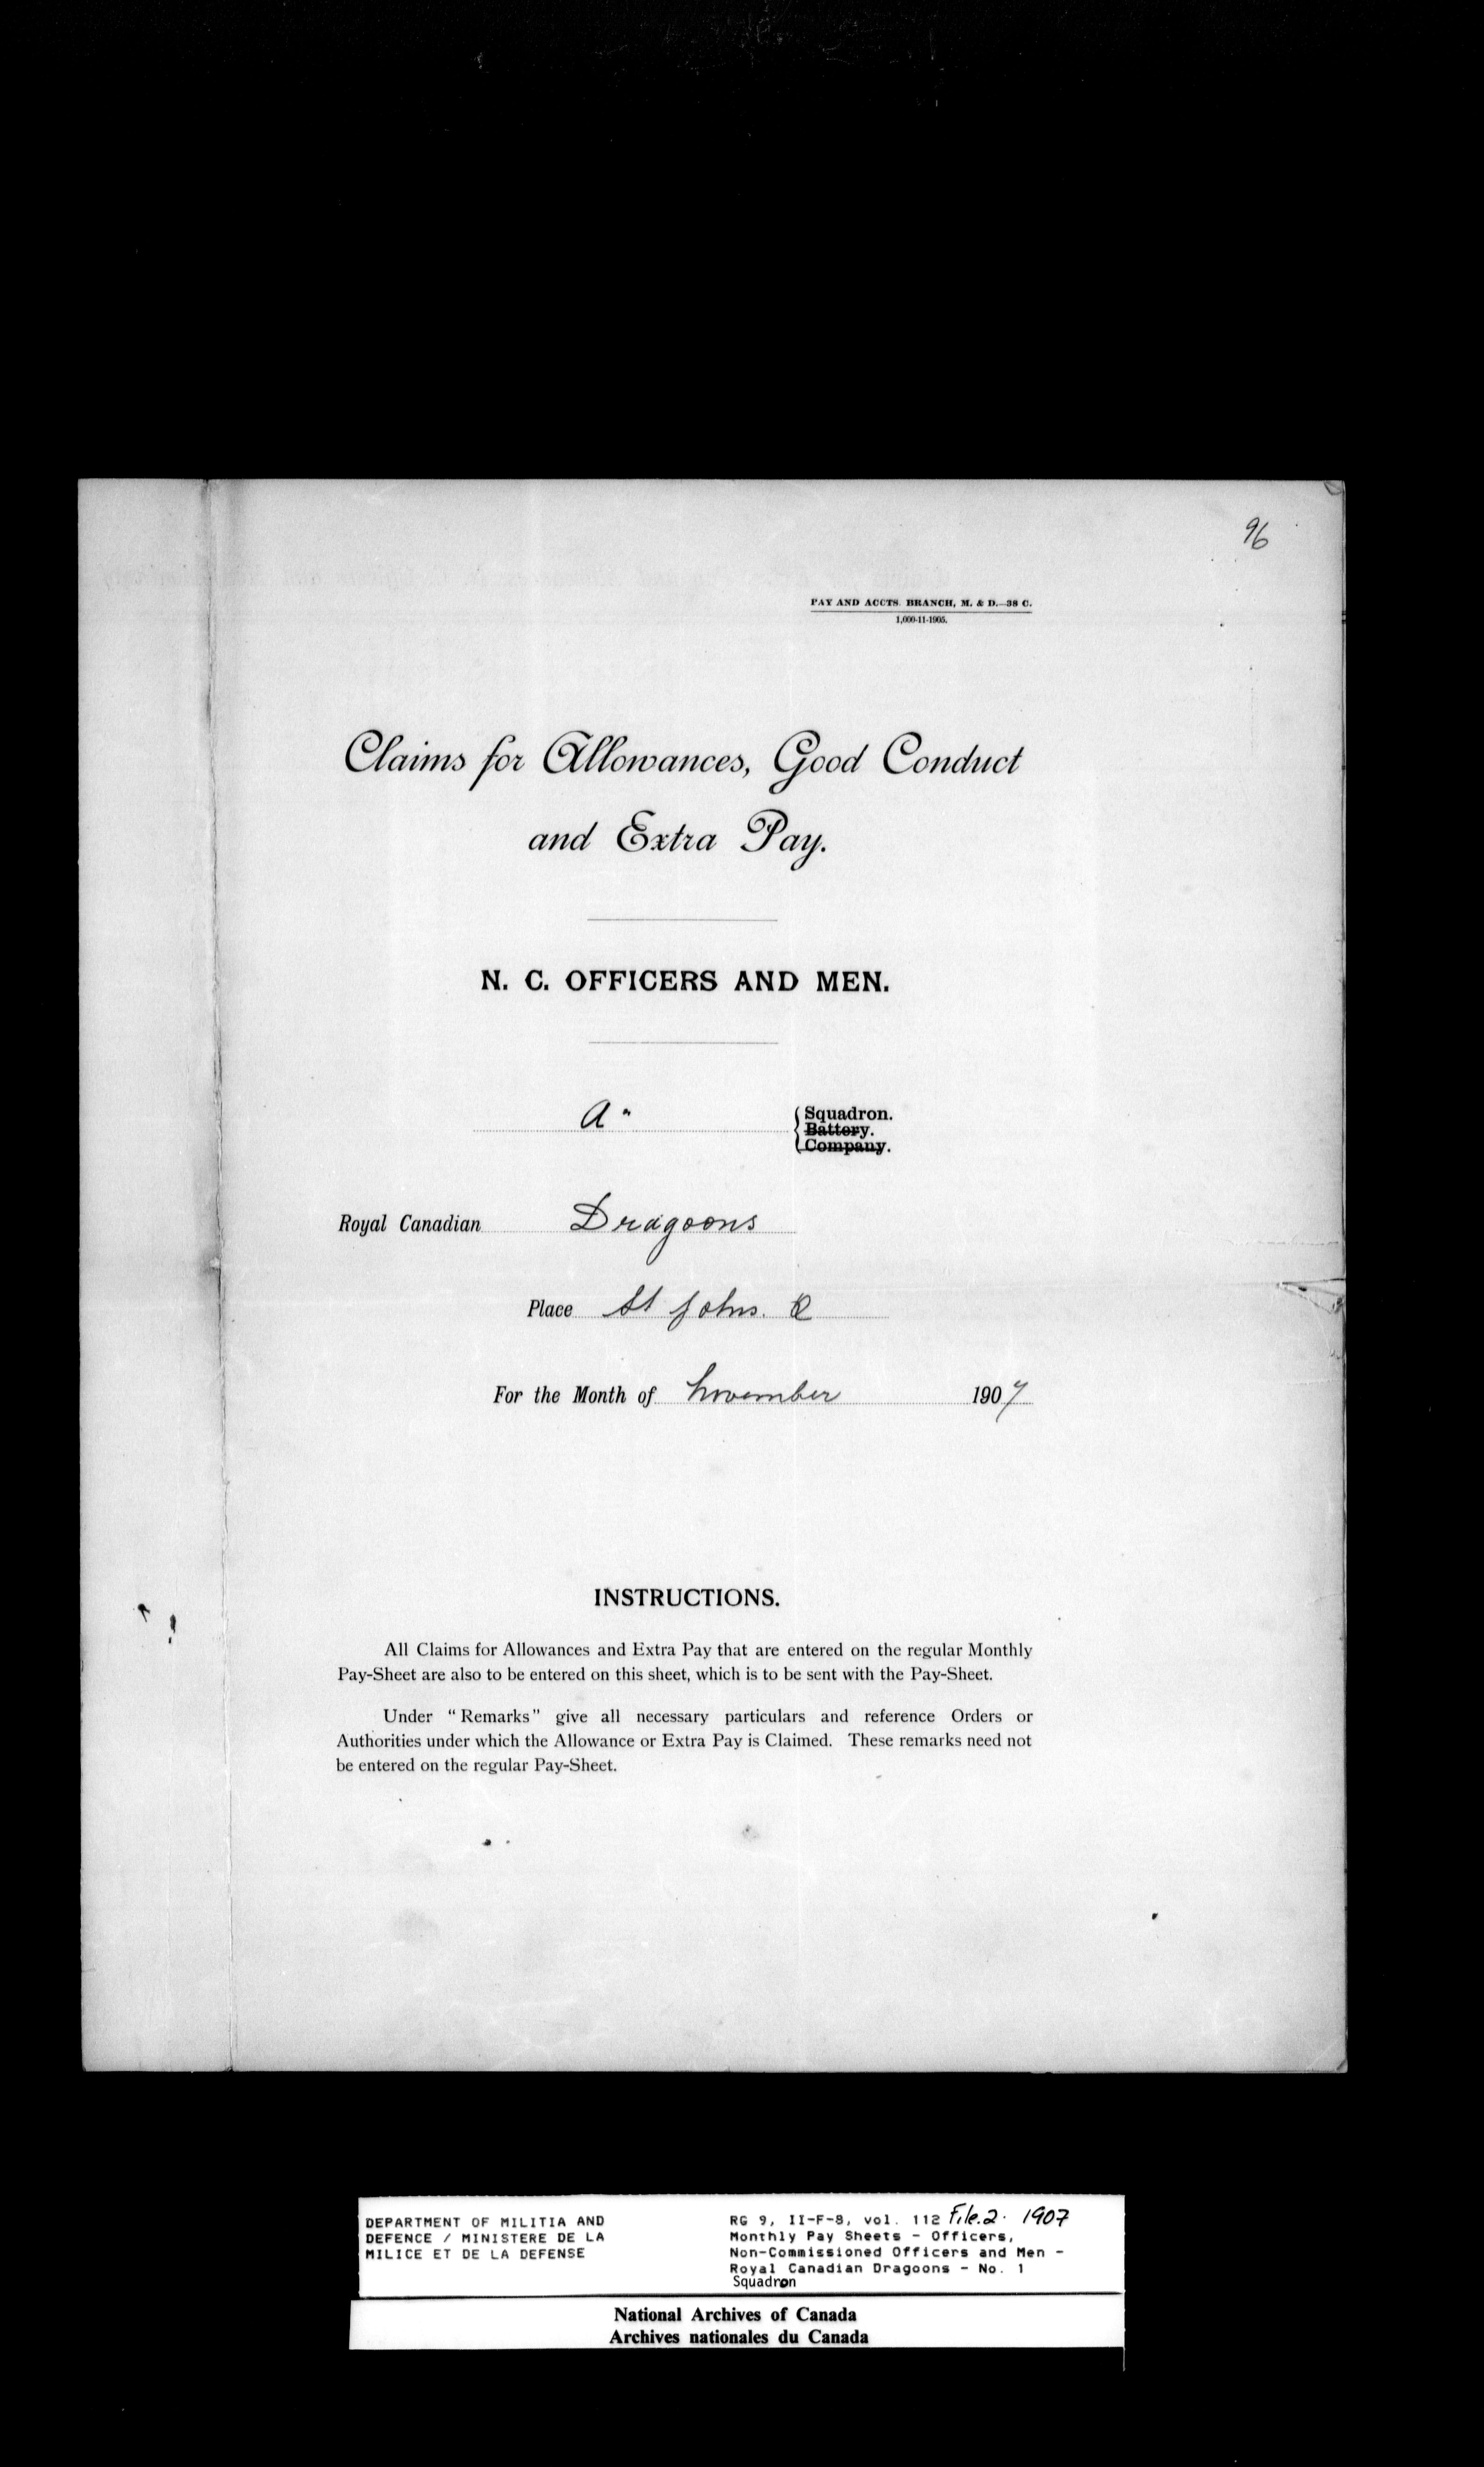 96
PAY AND ACCTS. BRANCH, M. & D.—38 C.
1,000-11-1905.
Claims for Allowances, Good Conduct
and Extra Pay.
N. C. OFFICERS AND MEN.
A" Squadron.
Battery.
Company.
Royal Canadian Dragoons
Place St Johns. Q
For the Month of November 1907
INSTRUCTIONS.
All Claims for Allowances and Extra Pay that are entered on the regular Monthly
Pay-Sheet are also to be entered on this sheet, which is to be sent with the Pay-Sheet.
Under "Remarks" give all necessary particulars and reference Orders or
Authorities under which the Allowance or Extra Pay is Claimed. These remarks need not
be entered on the regular Pay-Sheet.
DEPARTMENT OF MILITIA AND
DEFENCE / MINISTERE DE LA
MILICE ET DE LA DEFENSE
RG 9, II-F-8, vol. 112 File.2. 1907
Monthly Pay Sheets - Officers,
Non-Commissioned Officers and Men -
Royal Canadian Dragoons - No. 1
Squadron
National Archives of Canada
Archives nationales du Canada